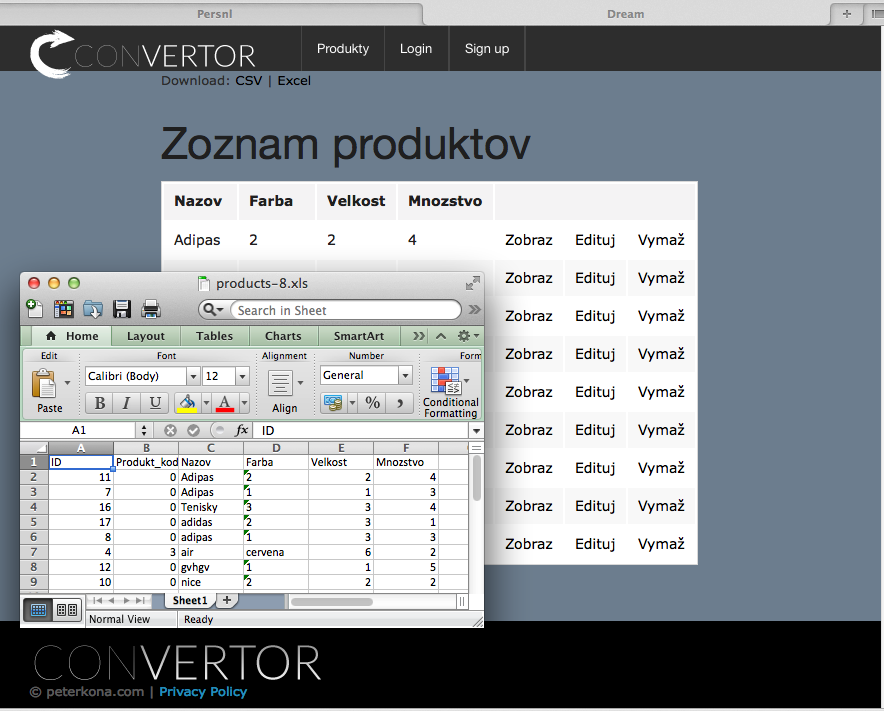 Persnl Dream
CONVERTOR Produkty Login Sign up
Download: CSV | Excel
Zoznam produktov
Nazov Farba Velkost Mnozstvo
Adipas 2 2 4 Zobraz Edituj Vymaž
Zobraz Edituj Vymaž
Zobraz Edituj Vymaž
Zobraz Edituj Vymaž
Zobraz Edituj Vymaž
Zobraz Edituj Vymaž
Zobraz Edituj Vymaž
Zobraz Edituj Vymaž
Zobraz Edituj Vymaž
products-8.xls
Search in Sheet
Home Layout Tables Charts SmartArt
Edit Font Alignment Number Form
Calibri (Body) 12 General
Paste B I U A Align % Conditional
Formatting
A1 fx ID
A B C D E F
1 ID Produkt_kod Nazov Farba Velkost Mnozstvo
2 11 0 Adipas 2 2 4
3 7 0 Adipas 1 1 3
4 16 0 Tenisky 3 3 4
5 17 0 adidas 2 3 1
6 8 0 adipas 1 3 3
7 4 3 air cervena 6 2
8 12 0 gvhgv 1 1 5
9 10 0 nice 2 2 2
Sheet1
Normal View Ready
CONVERTOR
© peterkona.com | Privacy Policy